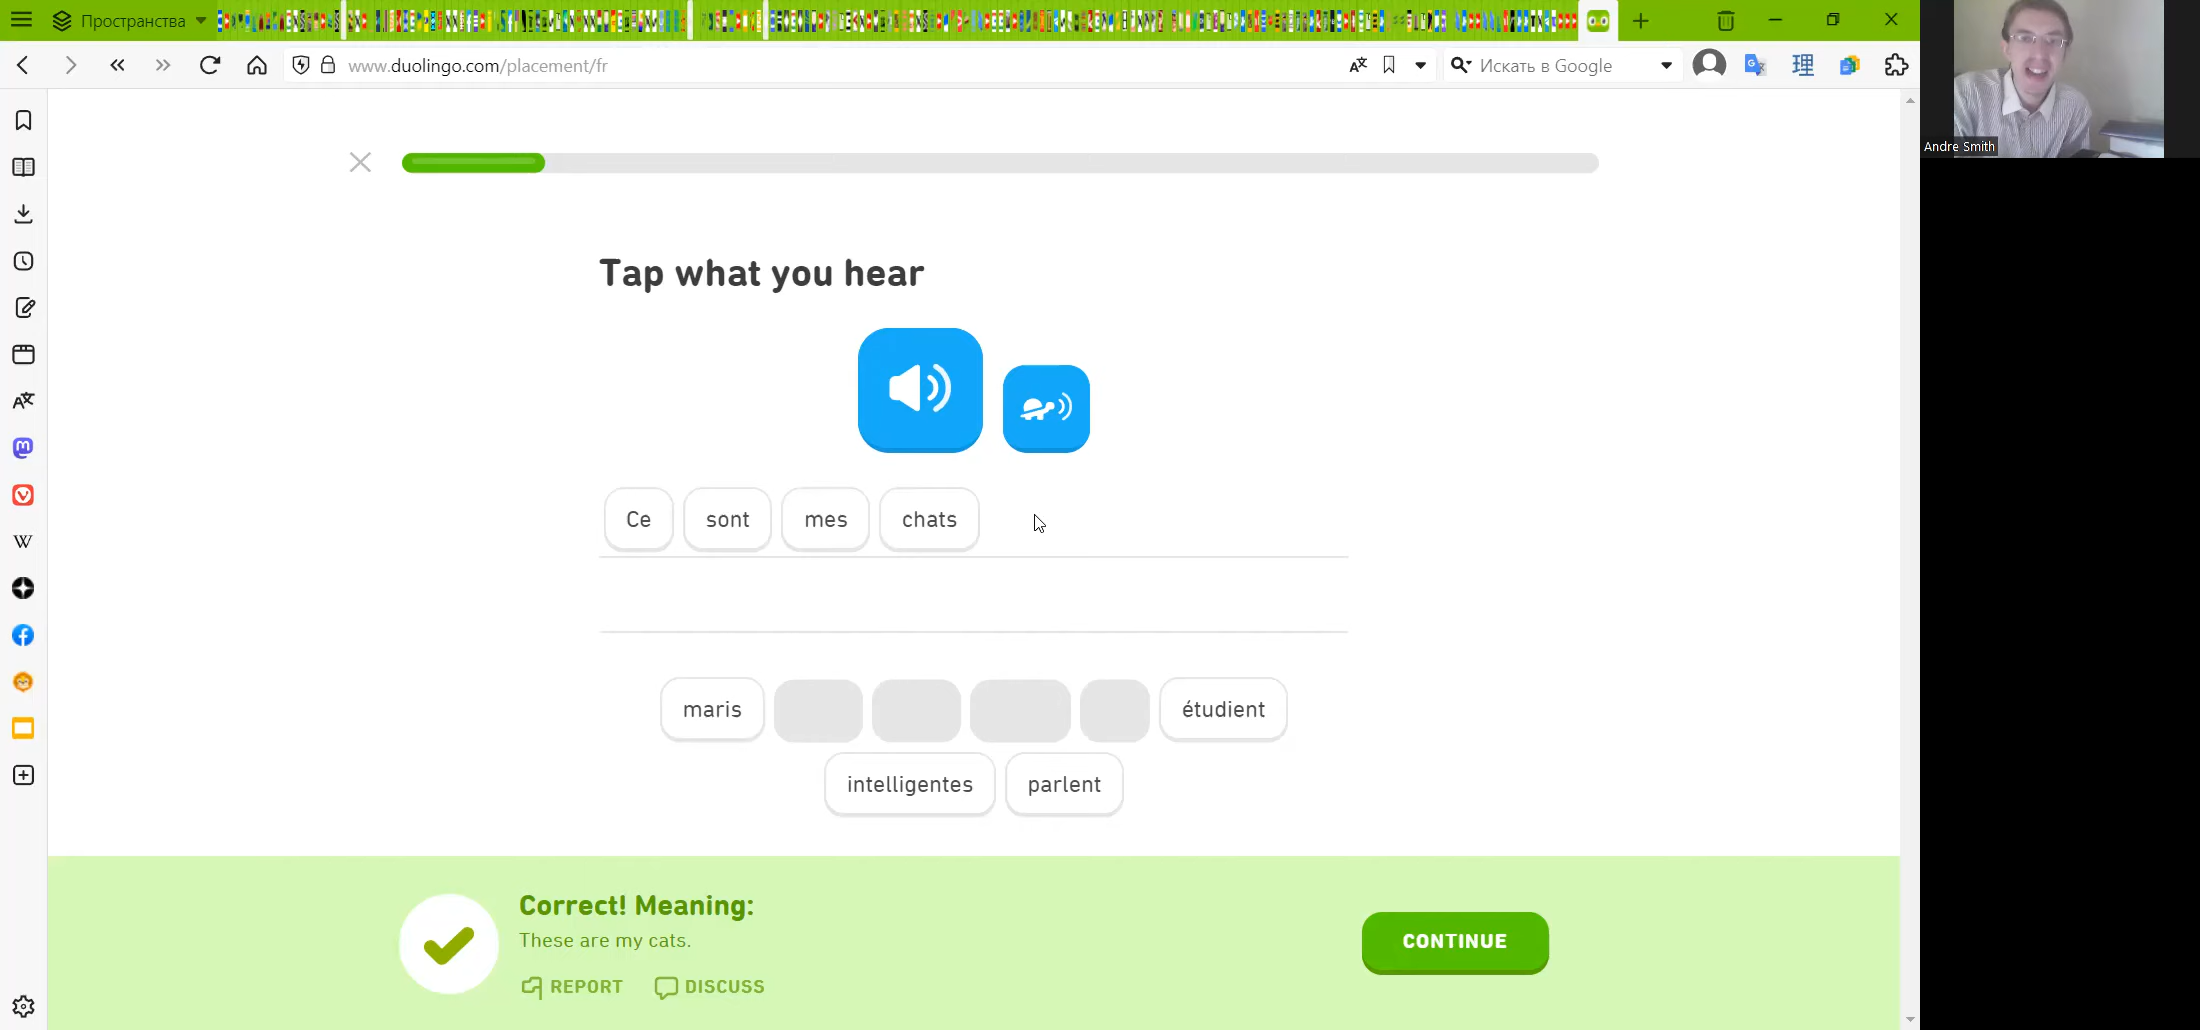 Пространства
www.duolingo.com/placement/fr
Искать в Google
Andre Smith
Tap what you hear
Ce sont mes chats
maris étudient
intelligentes parlent
Correct! Meaning:
These are my cats.
CONTINUE
REPORT DISCUSS